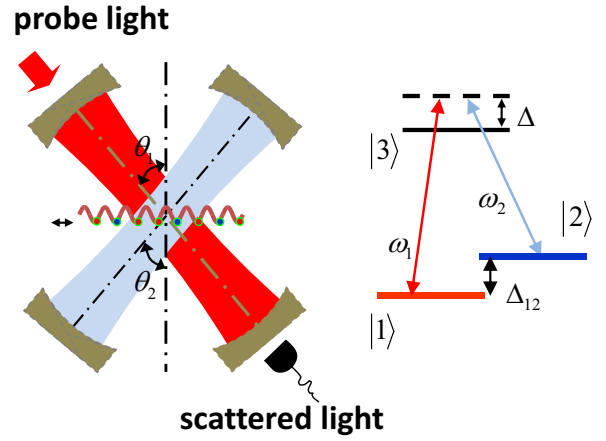 probe light
θ₁
θ₂
scattered light
Δ
|3⟩
ω₂
|2⟩
ω₁
Δ₁₂
|1⟩